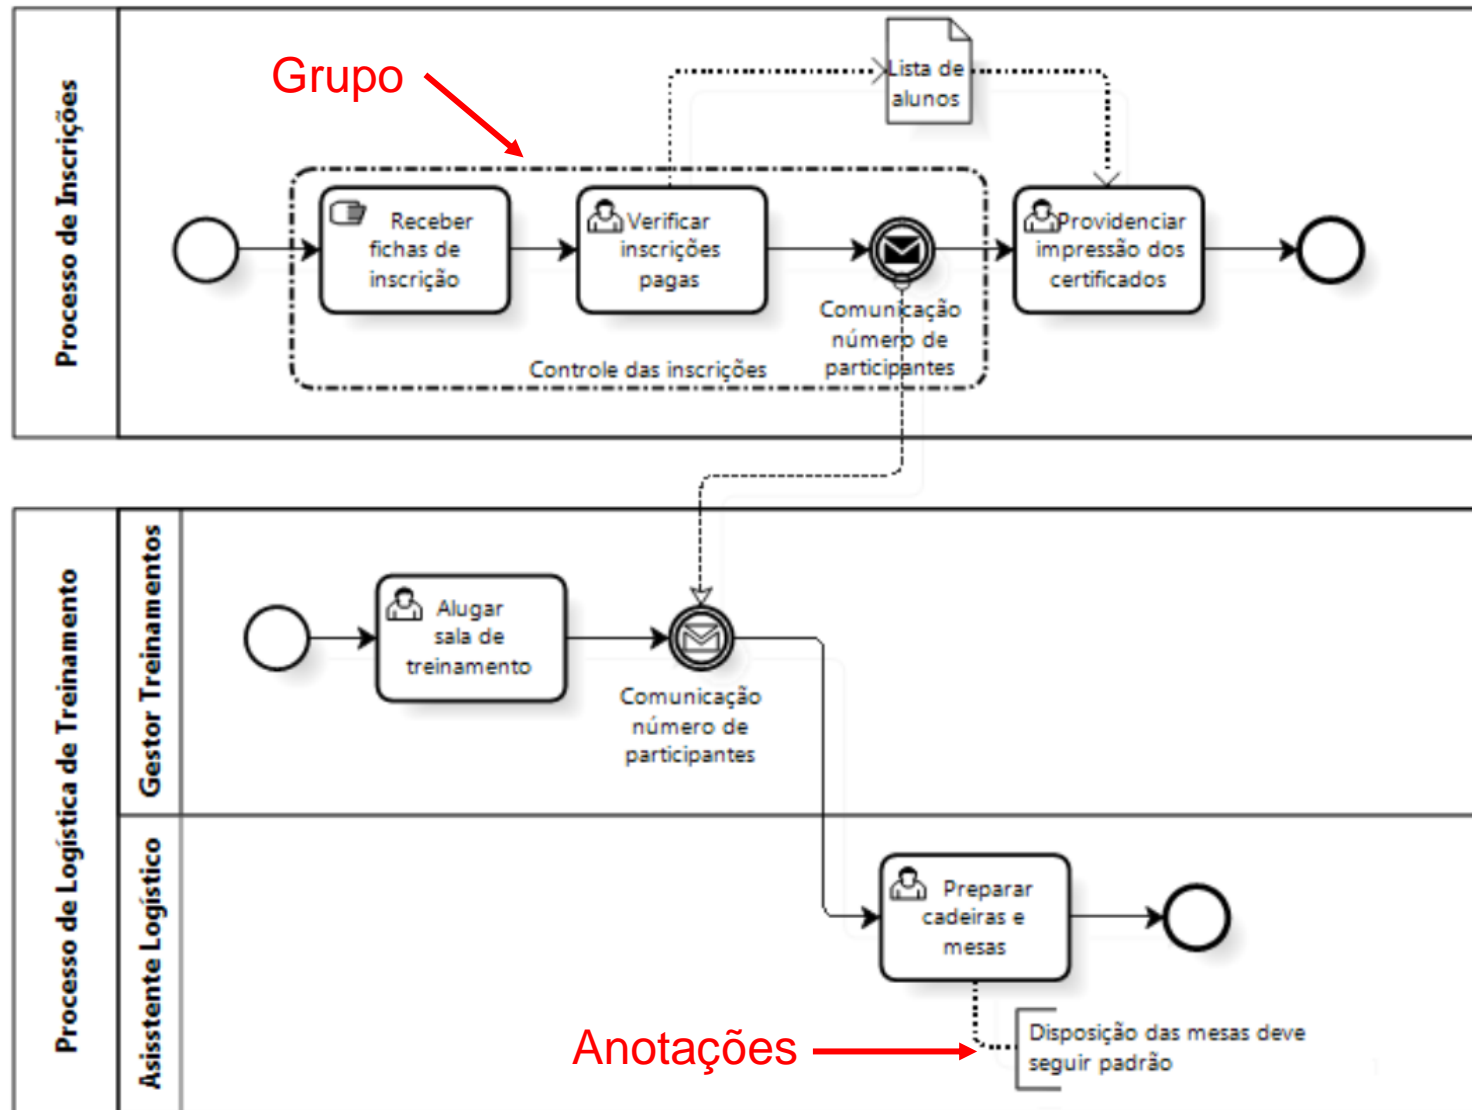 Processo de Inscrições
Grupo
Lista de
alunos
Receber
fichas de
inscrição
Verificar
inscrições
pagas
Comunicação
número de
participantes
Providenciar
impressão dos
certificados
Controle das inscrições
Processo de Logística de Treinamento
Gestor Treinamentos
Alugar
sala de
treinamento
Comunicação
número de
participantes
Asisstente Logístico
Preparar
cadeiras e
mesas
Anotações
Disposição das mesas deve
seguir padrão